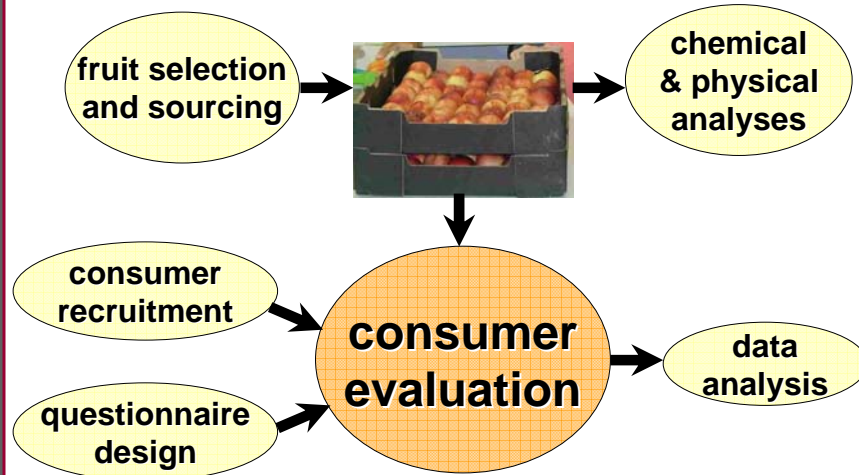 fruit selection
and sourcing
chemical
& physical
analyses
consumer
recruitment
consumer
evaluation
data
analysis
questionnaire
design